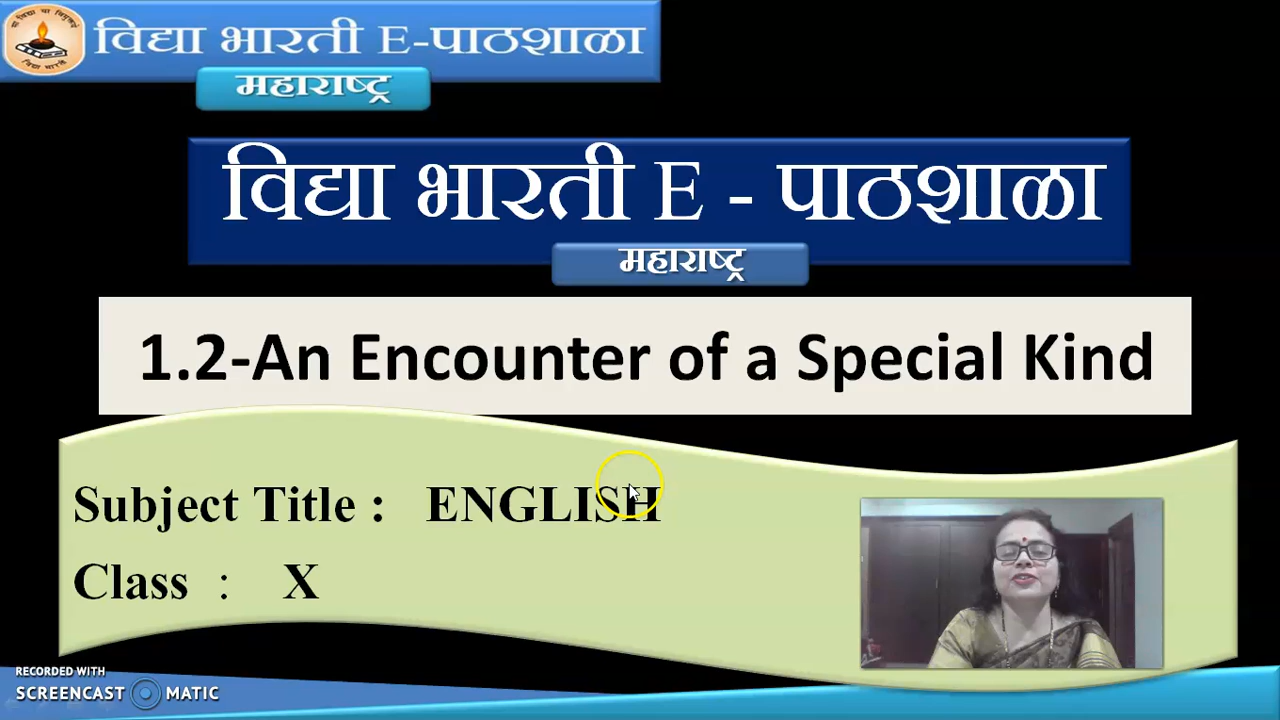 विद्या भारती E-पाठशाळा
महाराष्ट्र
विद्या भारती E - पाठशाळा
महाराष्ट्र
1.2-An Encounter of a Special Kind
Subject Title : ENGLISH
Class : X
RECORDED WITH
SCREENCAST MATIC